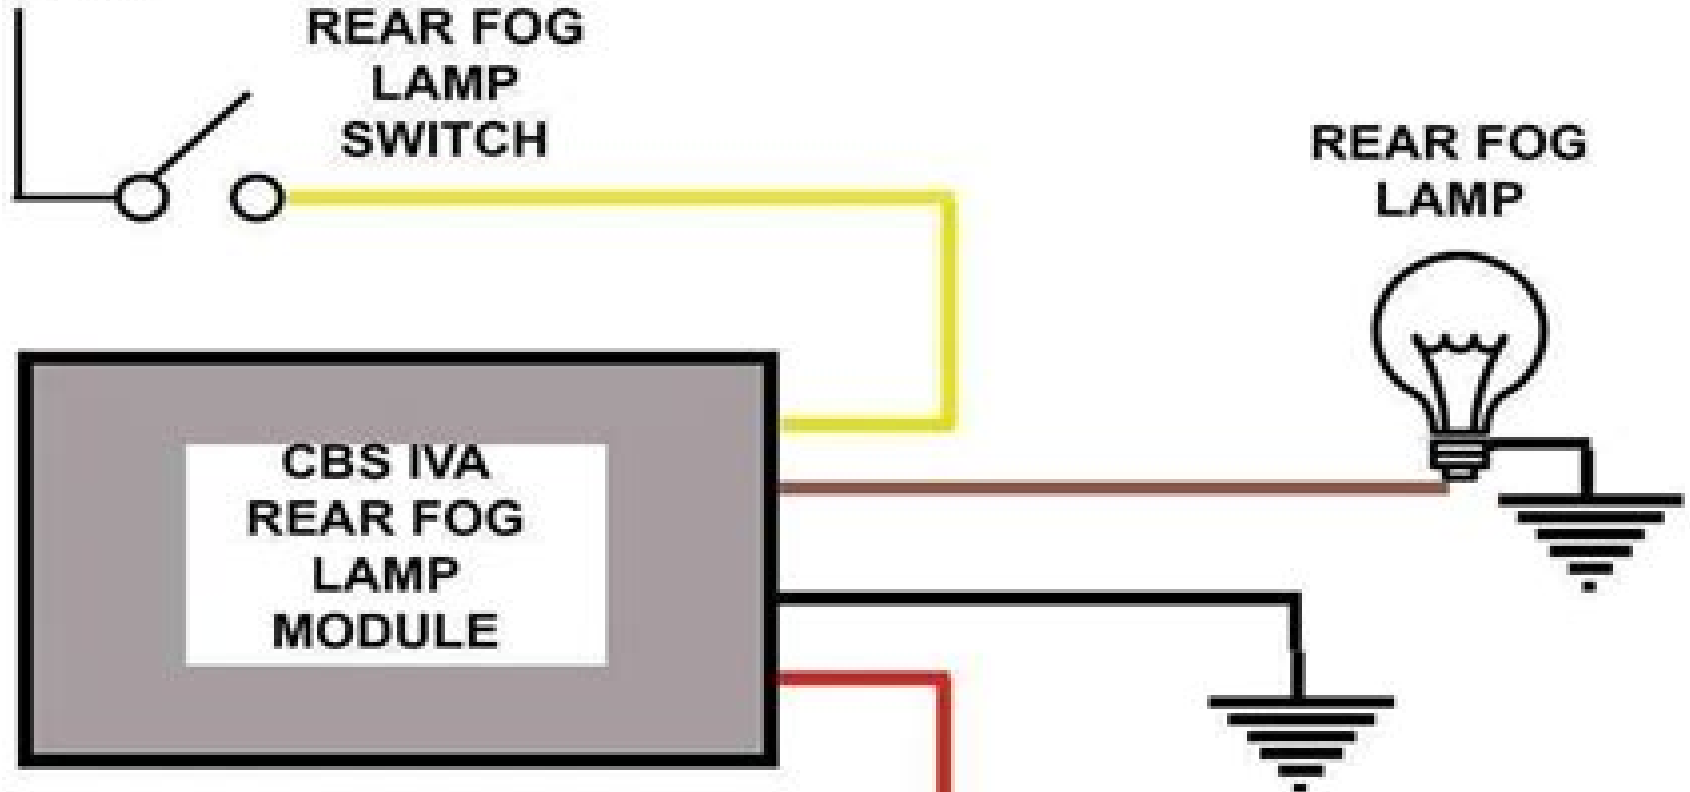 REAR FOG
LAMP
SWITCH
REAR FOG
LAMP
CBS IVA
REAR FOG
LAMP
MODULE